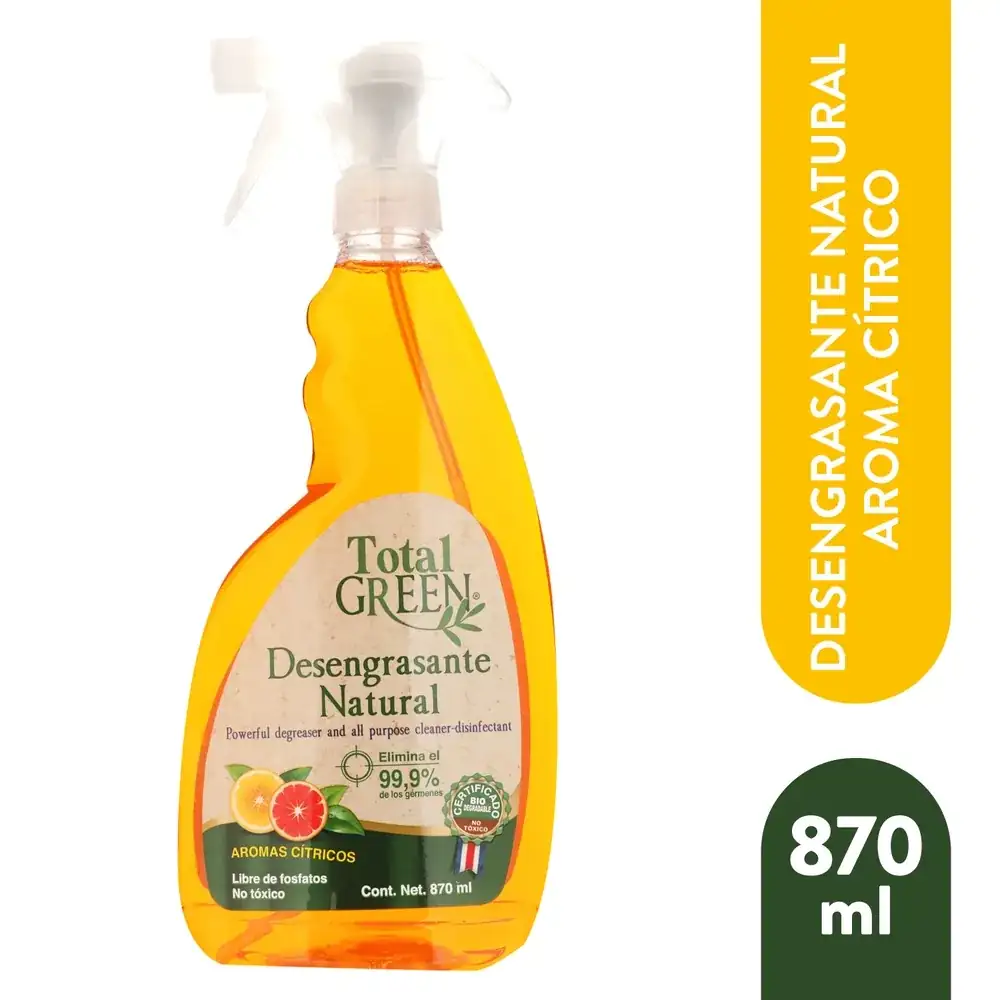 Total
GREEN®
Desengrasante
Natural
Powerful degreaser and all purpose cleaner-disinfectant
Elimina el
99,9%
de los gérmenes
CERTIFICADO
BIO
DEGRADABLE
NO
TÓXICO
AROMAS CÍTRICOS
Libre de fosfatos
No tóxico
Cont. Net. 870 ml
DESENGRASANTE NATURAL
AROMA CÍTRICO
870
ml